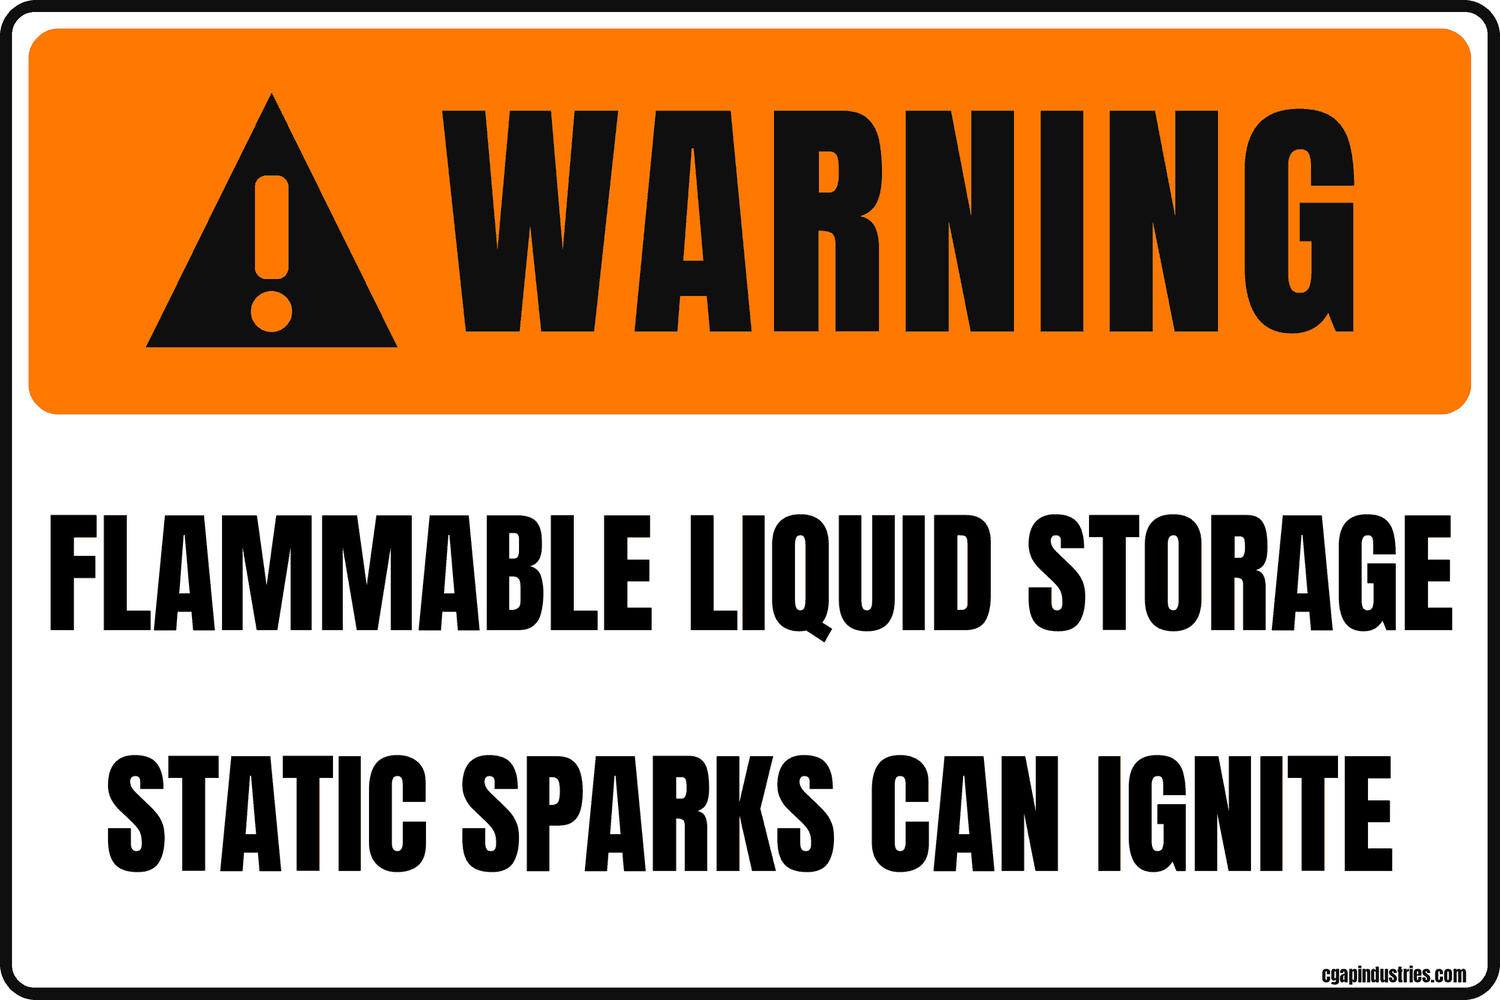 WARNING
FLAMMABLE LIQUID STORAGE
STATIC SPARKS CAN IGNITE
cgapindustries.com